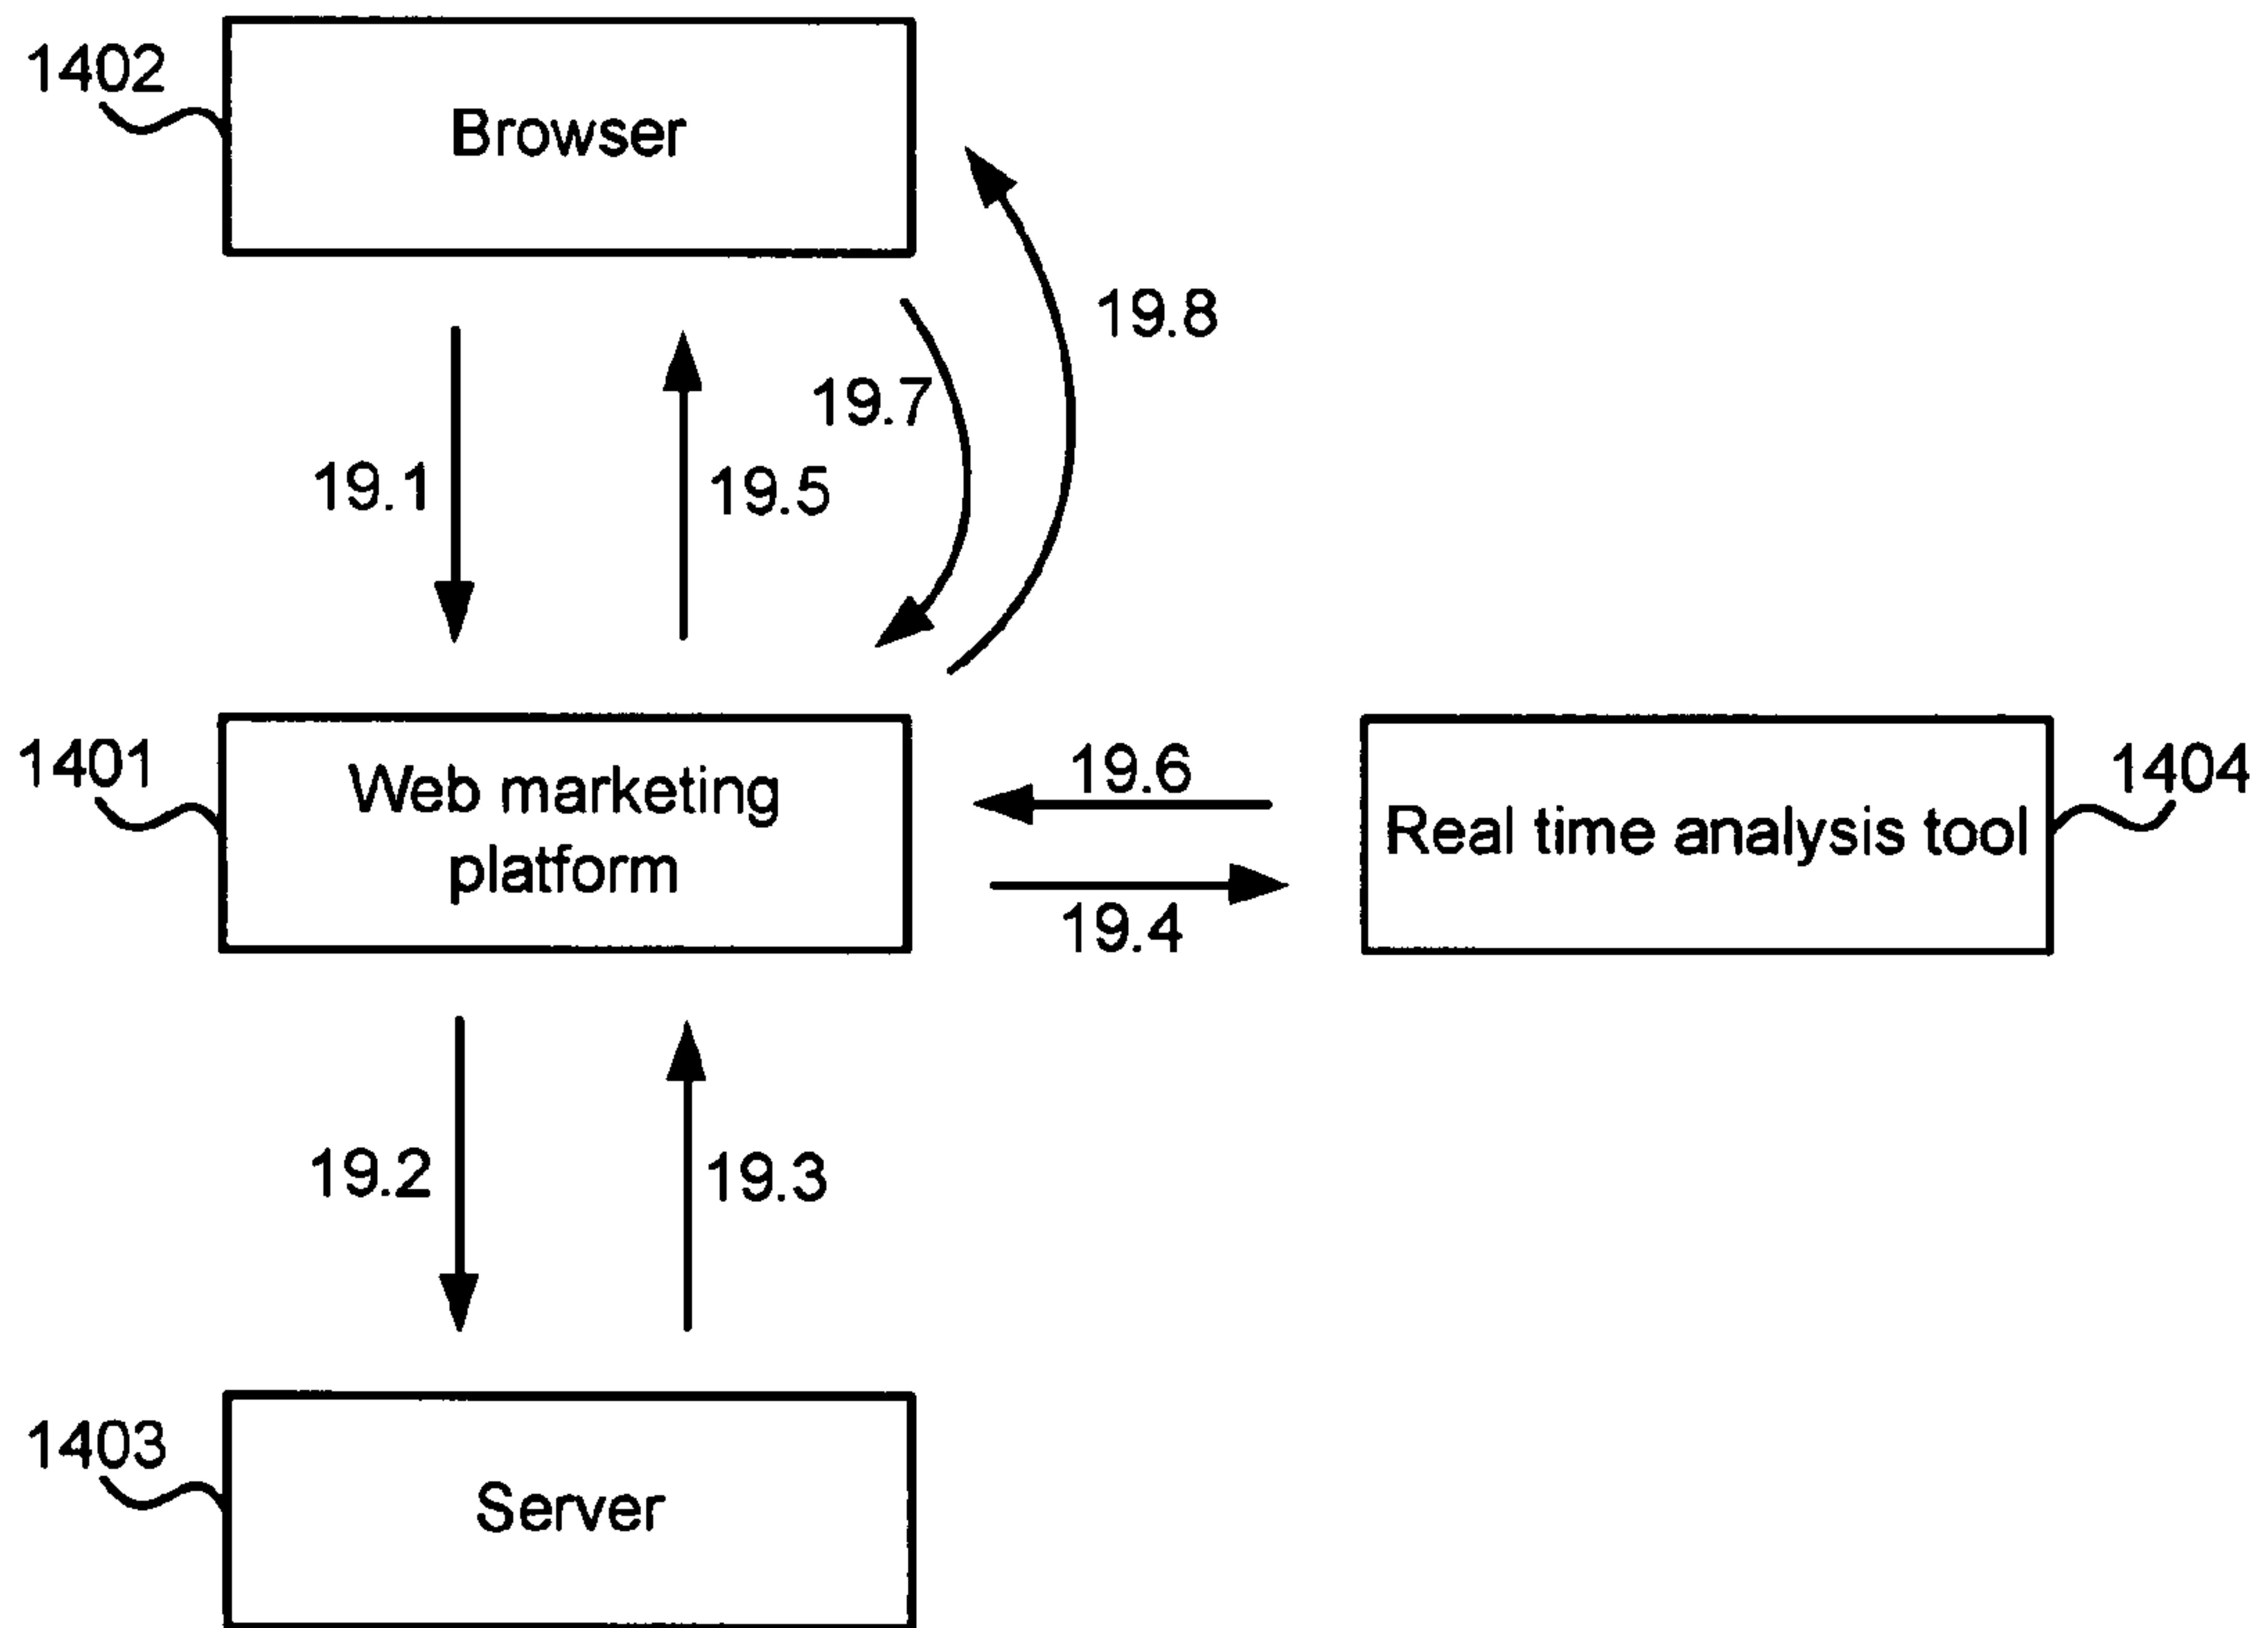 1402
Browser
19.8
19.7
19.1
19.5
1401
Web marketing
platform
19.6
19.4
Real time analysis tool
1404
19.2
19.3
1403
Server